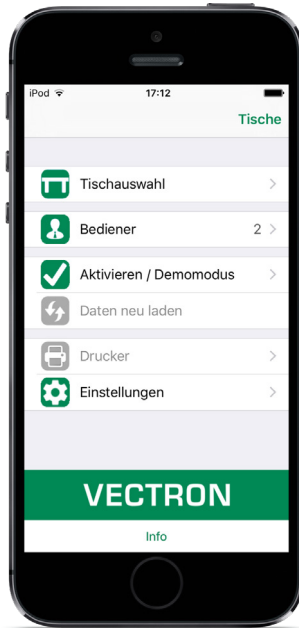 iPod 17:12
Tische
Tischauswahl
Bediener 2
Aktivieren / Demomodus
Daten neu laden
Drucker
Einstellungen
VECTRON
Info